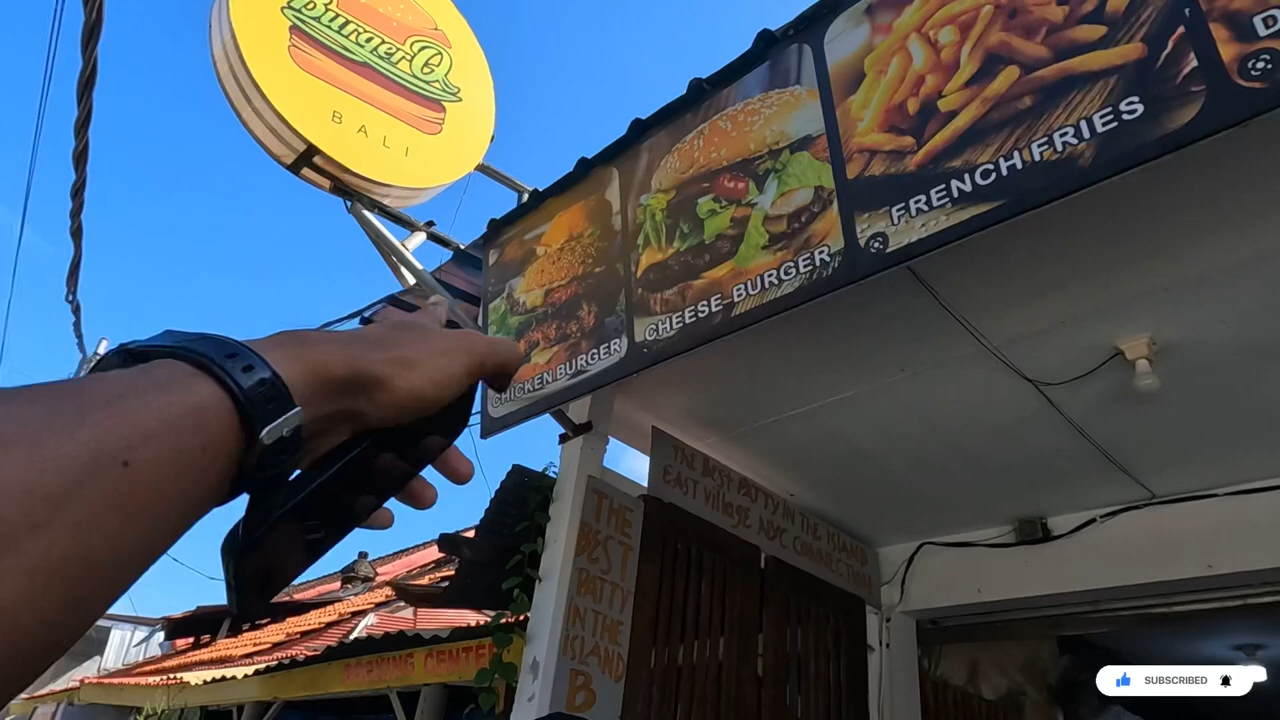 BurgerQ
BALI
CHICKEN BURGER
CHEESE BURGER
FRENCH FRIES
D
THE BEST PATTY IN THE ISLAND
EAST Village NYC CONNECTION
THE
BEST
PATTY
IN THE
ISLAND
B
BOOKING CENTER
SUBSCRIBED